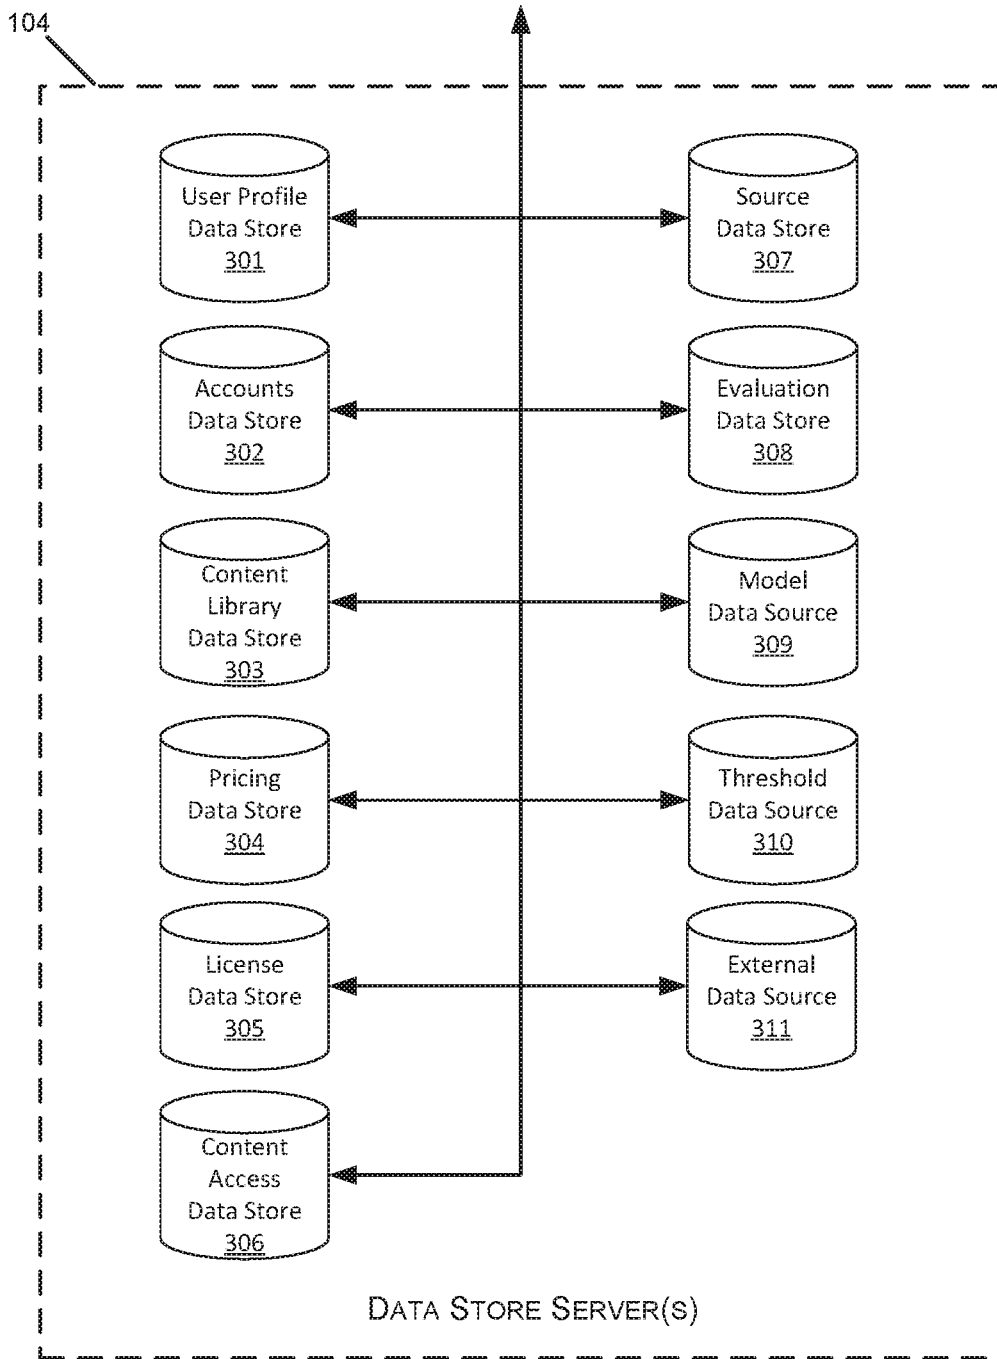 104
User Profile
Data Store
301
Source
Data Store
307
Accounts
Data Store
302
Evaluation
Data Store
308
Content
Library
Data Store
303
Model
Data Source
309
Pricing
Data Store
304
Threshold
Data Source
310
License
Data Store
305
External
Data Source
311
Content
Access
Data Store
306
DATA STORE SERVER(S)